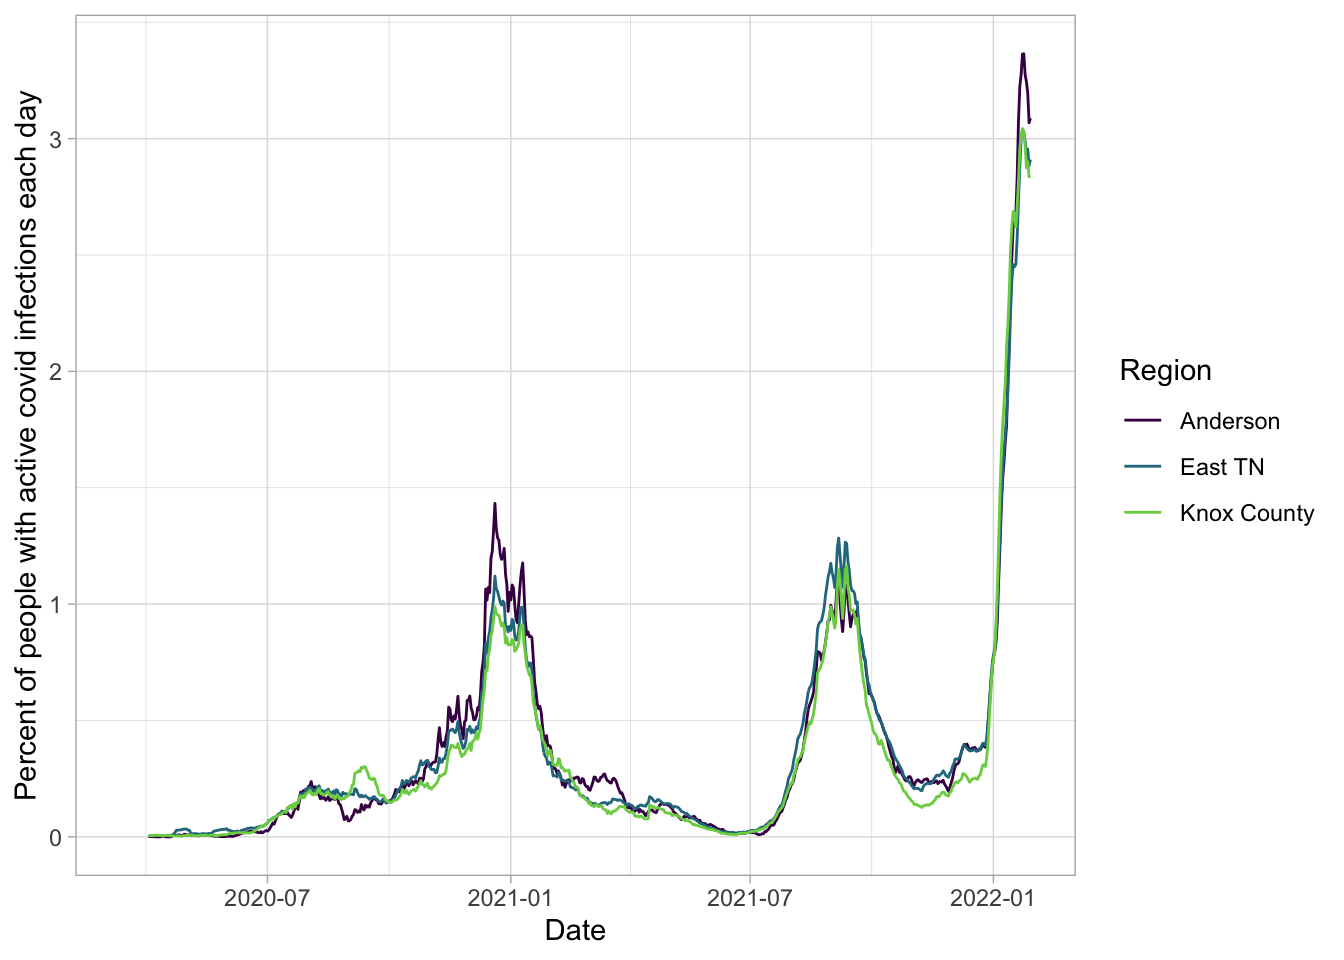 Percent of people with active covid infections each day
3
2
1
0
2020-07
2021-01
2021-07
2022-01
Date
Region
Anderson
East TN
Knox County